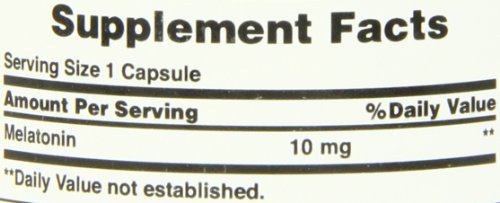 Supplement Facts
Serving Size 1 Capsule
Amount Per Serving %Daily Value
Melatonin 10 mg **
**Daily Value not established.